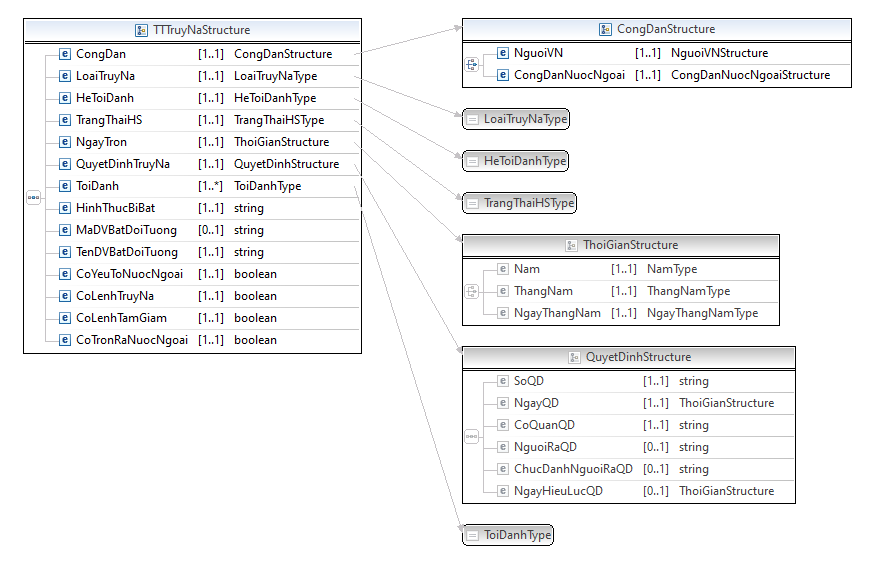 TTTruyNaStructure
CongDan [1..1] CongDanStructure
LoaiTruyNa [1..1] LoaiTruyNaType
HeToiDanh [1..1] HeToiDanhType
TrangThaiHS [1..1] TrangThaiHSType
NgayTron [1..1] ThoiGianStructure
QuyetDinhTruyNa [1..1] QuyetDinhStructure
ToiDanh [1..*] ToiDanhType
HinhThucBiBat [1..1] string
MaDVBatDoiTuong [0..1] string
TenDVBatDoiTuong [1..1] string
CoYeuToNuocNgoai [1..1] boolean
CoLenhTruyNa [1..1] boolean
CoLenhTamGiam [1..1] boolean
CoTronRaNuocNgoai [1..1] boolean
CongDanStructure
NguoiVN [1..1] NguoiVNStructure
CongDanNuocNgoai [1..1] CongDanNuocNgoaiStructure
LoaiTruyNaType
HeToiDanhType
TrangThaiHSType
ThoiGianStructure
Nam [1..1] NamType
ThangNam [1..1] ThangNamType
NgayThangNam [1..1] NgayThangNamType
QuyetDinhStructure
SoQD [1..1] string
NgayQD [1..1] ThoiGianStructure
CoQuanQD [1..1] string
NguoiRaQD [0..1] string
ChucDanhNguoiRaQD [0..1] string
NgayHieuLucQD [0..1] ThoiGianStructure
ToiDanhType